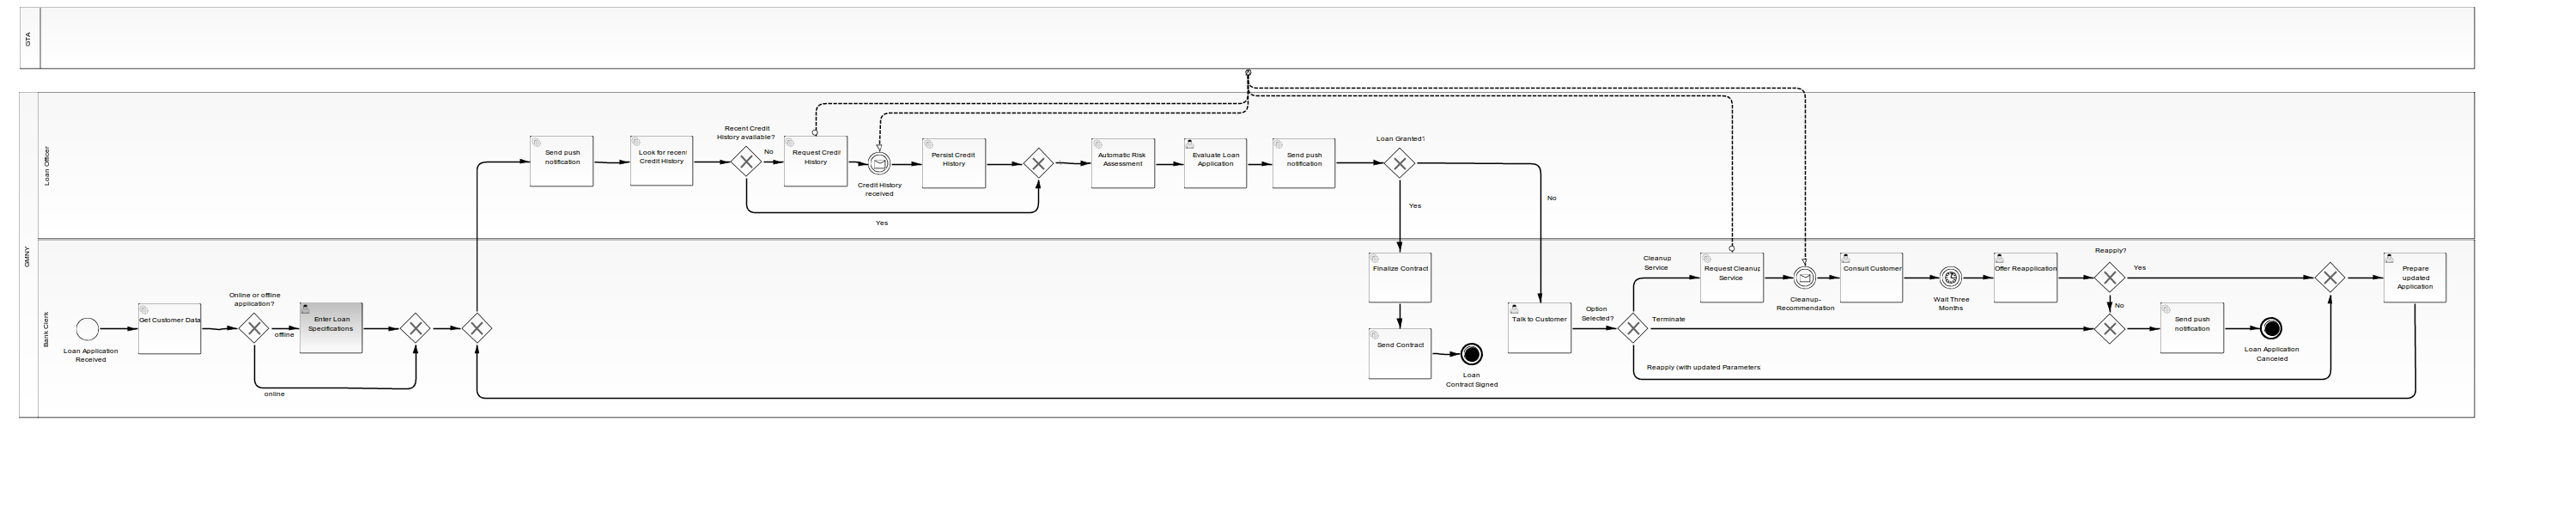 GTA
GMNY
Loan Officer
Bank Clerk
Recent Credit
History available?
No
Yes
Send push
notification
Look for recent
Credit History
Request Credit
History
Credit History
received
Persist Credit
History
Automatic Risk
Assessment
Evaluate Loan
Application
Send push
notification
Loan Granted?
Yes
No
Loan Application
Received
Get Customer Data
Online or offline
application?
offline
online
Enter Loan
Specifications
Finalize Contract
Send Contract
Loan
Contract Signed
Talk to Customer
Option
Selected?
Cleanup
Service
Terminate
Reapply (with updated Parameters
Request Cleanup
Service
Cleanup-
Recommendation
Consult Customer
Wait Three
Months
Offer Reapplication
Reapply?
Yes
No
Send push
notification
Loan Application
Canceled
Prepare
updated
Application